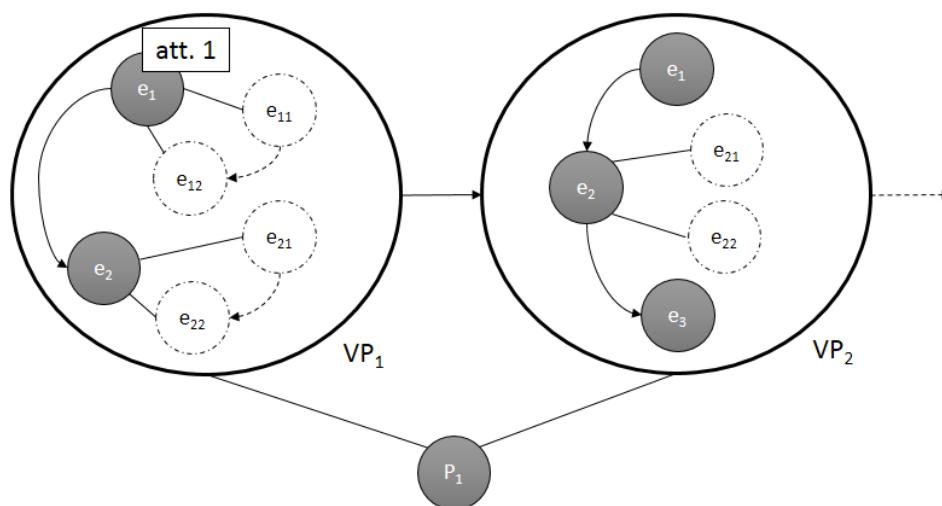 att. 1
e₁
e₁₁
e₁₂
e₂₁
e₂
e₂₂
VP₁
e₁
e₂₁
e₂
e₂₂
e₃
VP₂
P₁